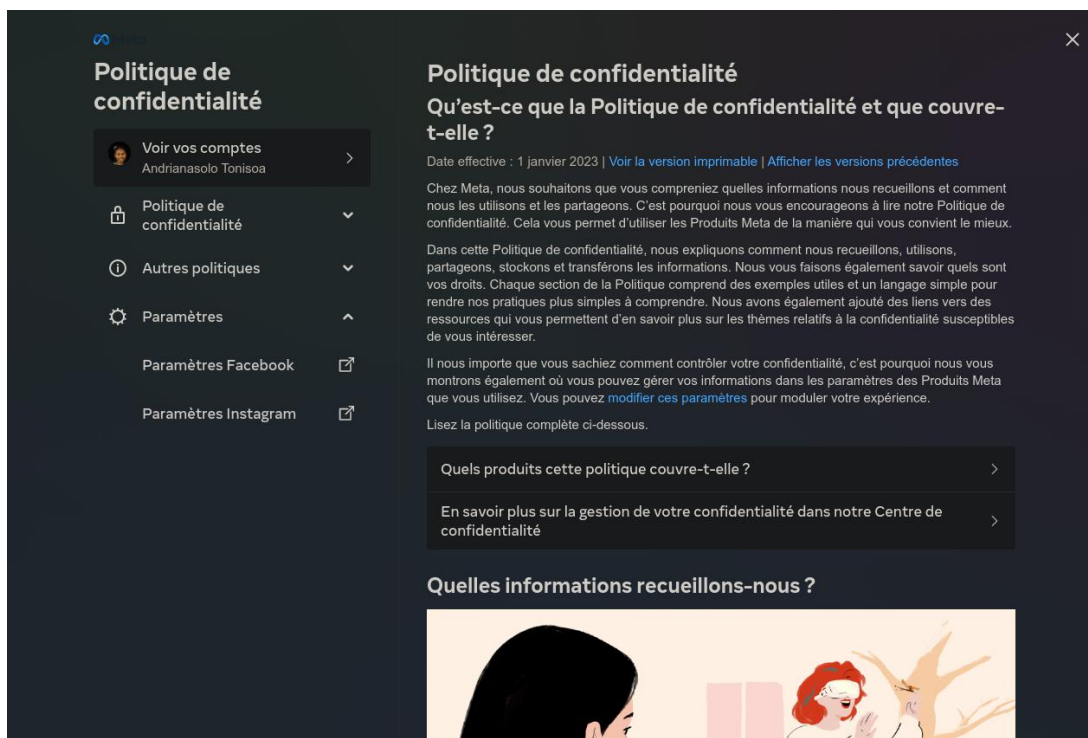 Meta
Politique de
confidentialité
Voir vos comptes
Andrianasolo Tonisoa
Politique de
confidentialité
Autres politiques
Paramètres
Paramètres Facebook
Paramètres Instagram
Politique de confidentialité
Qu’est-ce que la Politique de confidentialité et que couvre-
t-elle ?
Date effective : 1 janvier 2023 | Voir la version imprimable | Afficher les versions précédentes
Chez Meta, nous souhaitons que vous compreniez quelles informations nous recueillons et comment
nous les utilisons et les partageons. C’est pourquoi nous vous encourageons à lire notre Politique de
confidentialité. Cela vous permet d’utiliser les Produits Meta de la manière qui vous convient le mieux.
Dans cette Politique de confidentialité, nous expliquons comment nous recueillons, utilisons,
partageons, stockons et transférons les informations. Nous vous faisons également savoir quels sont
vos droits. Chaque section de la Politique comprend des exemples utiles et un langage simple pour
rendre nos pratiques plus simples à comprendre. Nous avons également ajouté des liens vers des
ressources qui vous permettent d’en savoir plus sur les thèmes relatifs à la confidentialité susceptibles
de vous intéresser.
Il nous importe que vous sachiez comment contrôler votre confidentialité, c’est pourquoi nous vous
montrons également où vous pouvez gérer vos informations dans les paramètres des Produits Meta
que vous utilisez. Vous pouvez modifier ces paramètres pour moduler votre expérience.
Lisez la politique complète ci-dessous.
Quels produits cette politique couvre-t-elle ?
En savoir plus sur la gestion de votre confidentialité dans notre Centre de
confidentialité
Quelles informations recueillons-nous ?